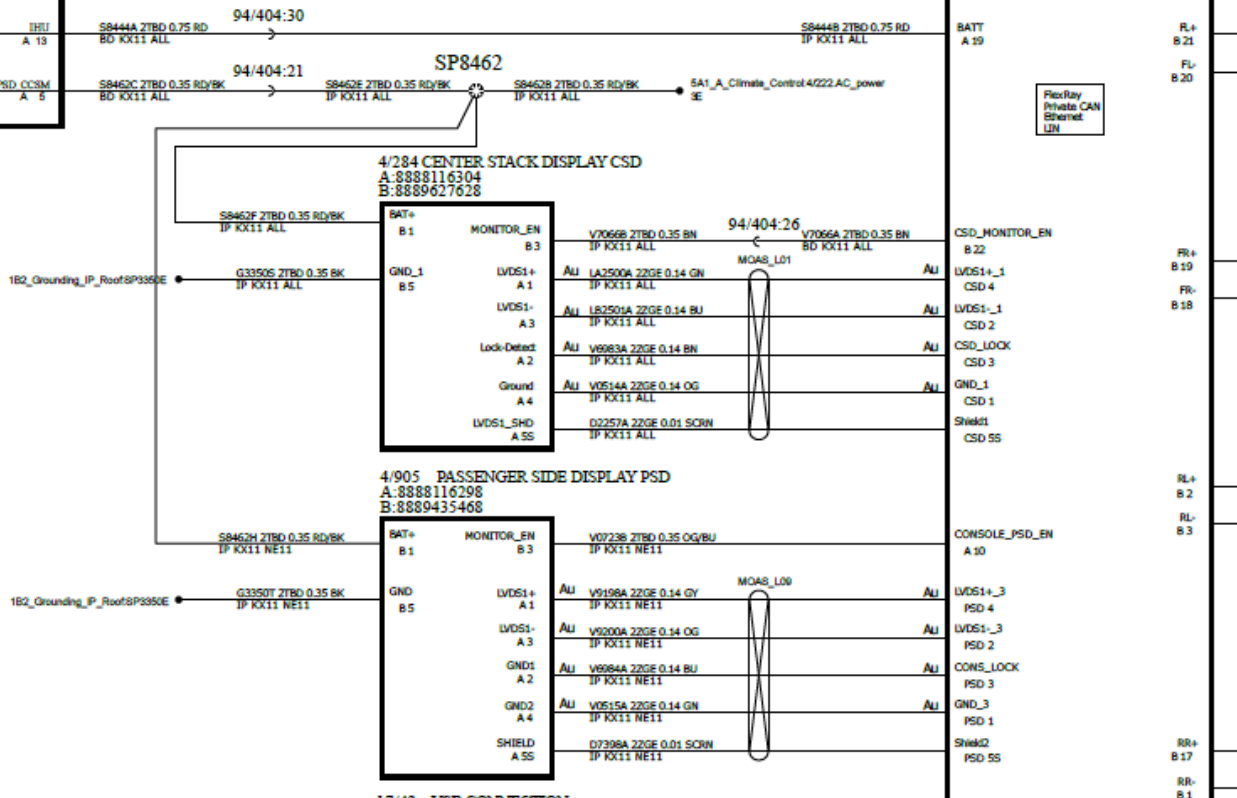 94/404:30
IHU
A 13
S8444A 2TBD 0.75 RD
BD KX11 ALL
S8444B 2TBD 0.75 RD
IP KX11 ALL
BATT
A 19
FL+
B 21
FL-
B 20
94/404:21
SP8462
PSD CCSM
A 5
S8462C 2TBD 0.35 RD/BK
BD KX11 ALL
S8462E 2TBD 0.35 RD/BK
IP KX11 ALL
S8462B 2TBD 0.35 RD/BK
IP KX11 ALL
5A1_A_Climate_Control:4/222:AC_power
3E
FlexRay
Private CAN
Ethernet
LIN
4/284 CENTER STACK DISPLAY CSD
A:8888116304
B:8889627628
S8462F 2TBD 0.35 RD/BK
IP KX11 ALL
BAT+
B 1
MONITOR_EN
B 3
V7066B 2TBD 0.35 BN
IP KX11 ALL
94/404:26
V7066A 2TBD 0.35 BN
BD KX11 ALL
CSD_MONITOR_EN
B 22
FR+
B 19
FR-
B 18
1B2_Grounding_IP_Roof:SP3350E
G3350S 2TBD 0.35 BK
IP KX11 ALL
GND_1
B 5
MOAS_L01
LVDS1+
A 1
Au
LA2500A 2ZGE 0.14 GN
IP KX11 ALL
Au
LVDS1+_1
CSD 4
LVDS1-
A 3
Au
LB2501A 2ZGE 0.14 BU
IP KX11 ALL
Au
LVDS1-_1
CSD 2
Lock-Detect
A 2
Au
V6983A 2ZGE 0.14 BN
IP KX11 ALL
Au
CSD_LOCK
CSD 3
Ground
A 4
Au
V0514A 2ZGE 0.14 OG
IP KX11 ALL
Au
GND_1
CSD 1
LVDS1_SHD
A 5S
D2257A 2ZGE 0.01 SCRN
IP KX11 ALL
Shield1
CSD 5S
4/905 PASSENGER SIDE DISPLAY PSD
A:8888116298
B:8889435468
RL+
B 2
RL-
B 3
S8462H 2TBD 0.35 RD/BK
IP KX11 NE11
BAT+
B 1
MONITOR_EN
B 3
V0723B 2TBD 0.35 OG/BU
IP KX11 NE11
CONSOLE_PSD_EN
A 10
1B2_Grounding_IP_Roof:SP3350E
G3350T 2TBD 0.35 BK
IP KX11 NE11
GND
B 5
MOAS_L09
LVDS1+
A 1
Au
V9198A 2ZGE 0.14 GY
IP KX11 NE11
Au
LVDS1+_3
PSD 4
LVDS1-
A 3
Au
V9200A 2ZGE 0.14 OG
IP KX11 NE11
Au
LVDS1-_3
PSD 2
GND1
A 2
Au
V6984A 2ZGE 0.14 BU
IP KX11 NE11
Au
CONS_LOCK
PSD 3
GND2
A 4
Au
V0515A 2ZGE 0.14 GN
IP KX11 NE11
Au
GND_3
PSD 1
SHIELD
A 5S
D7398A 2ZGE 0.01 SCRN
IP KX11 NE11
Shield2
PSD 5S
RR+
B 17
RR-
B 1